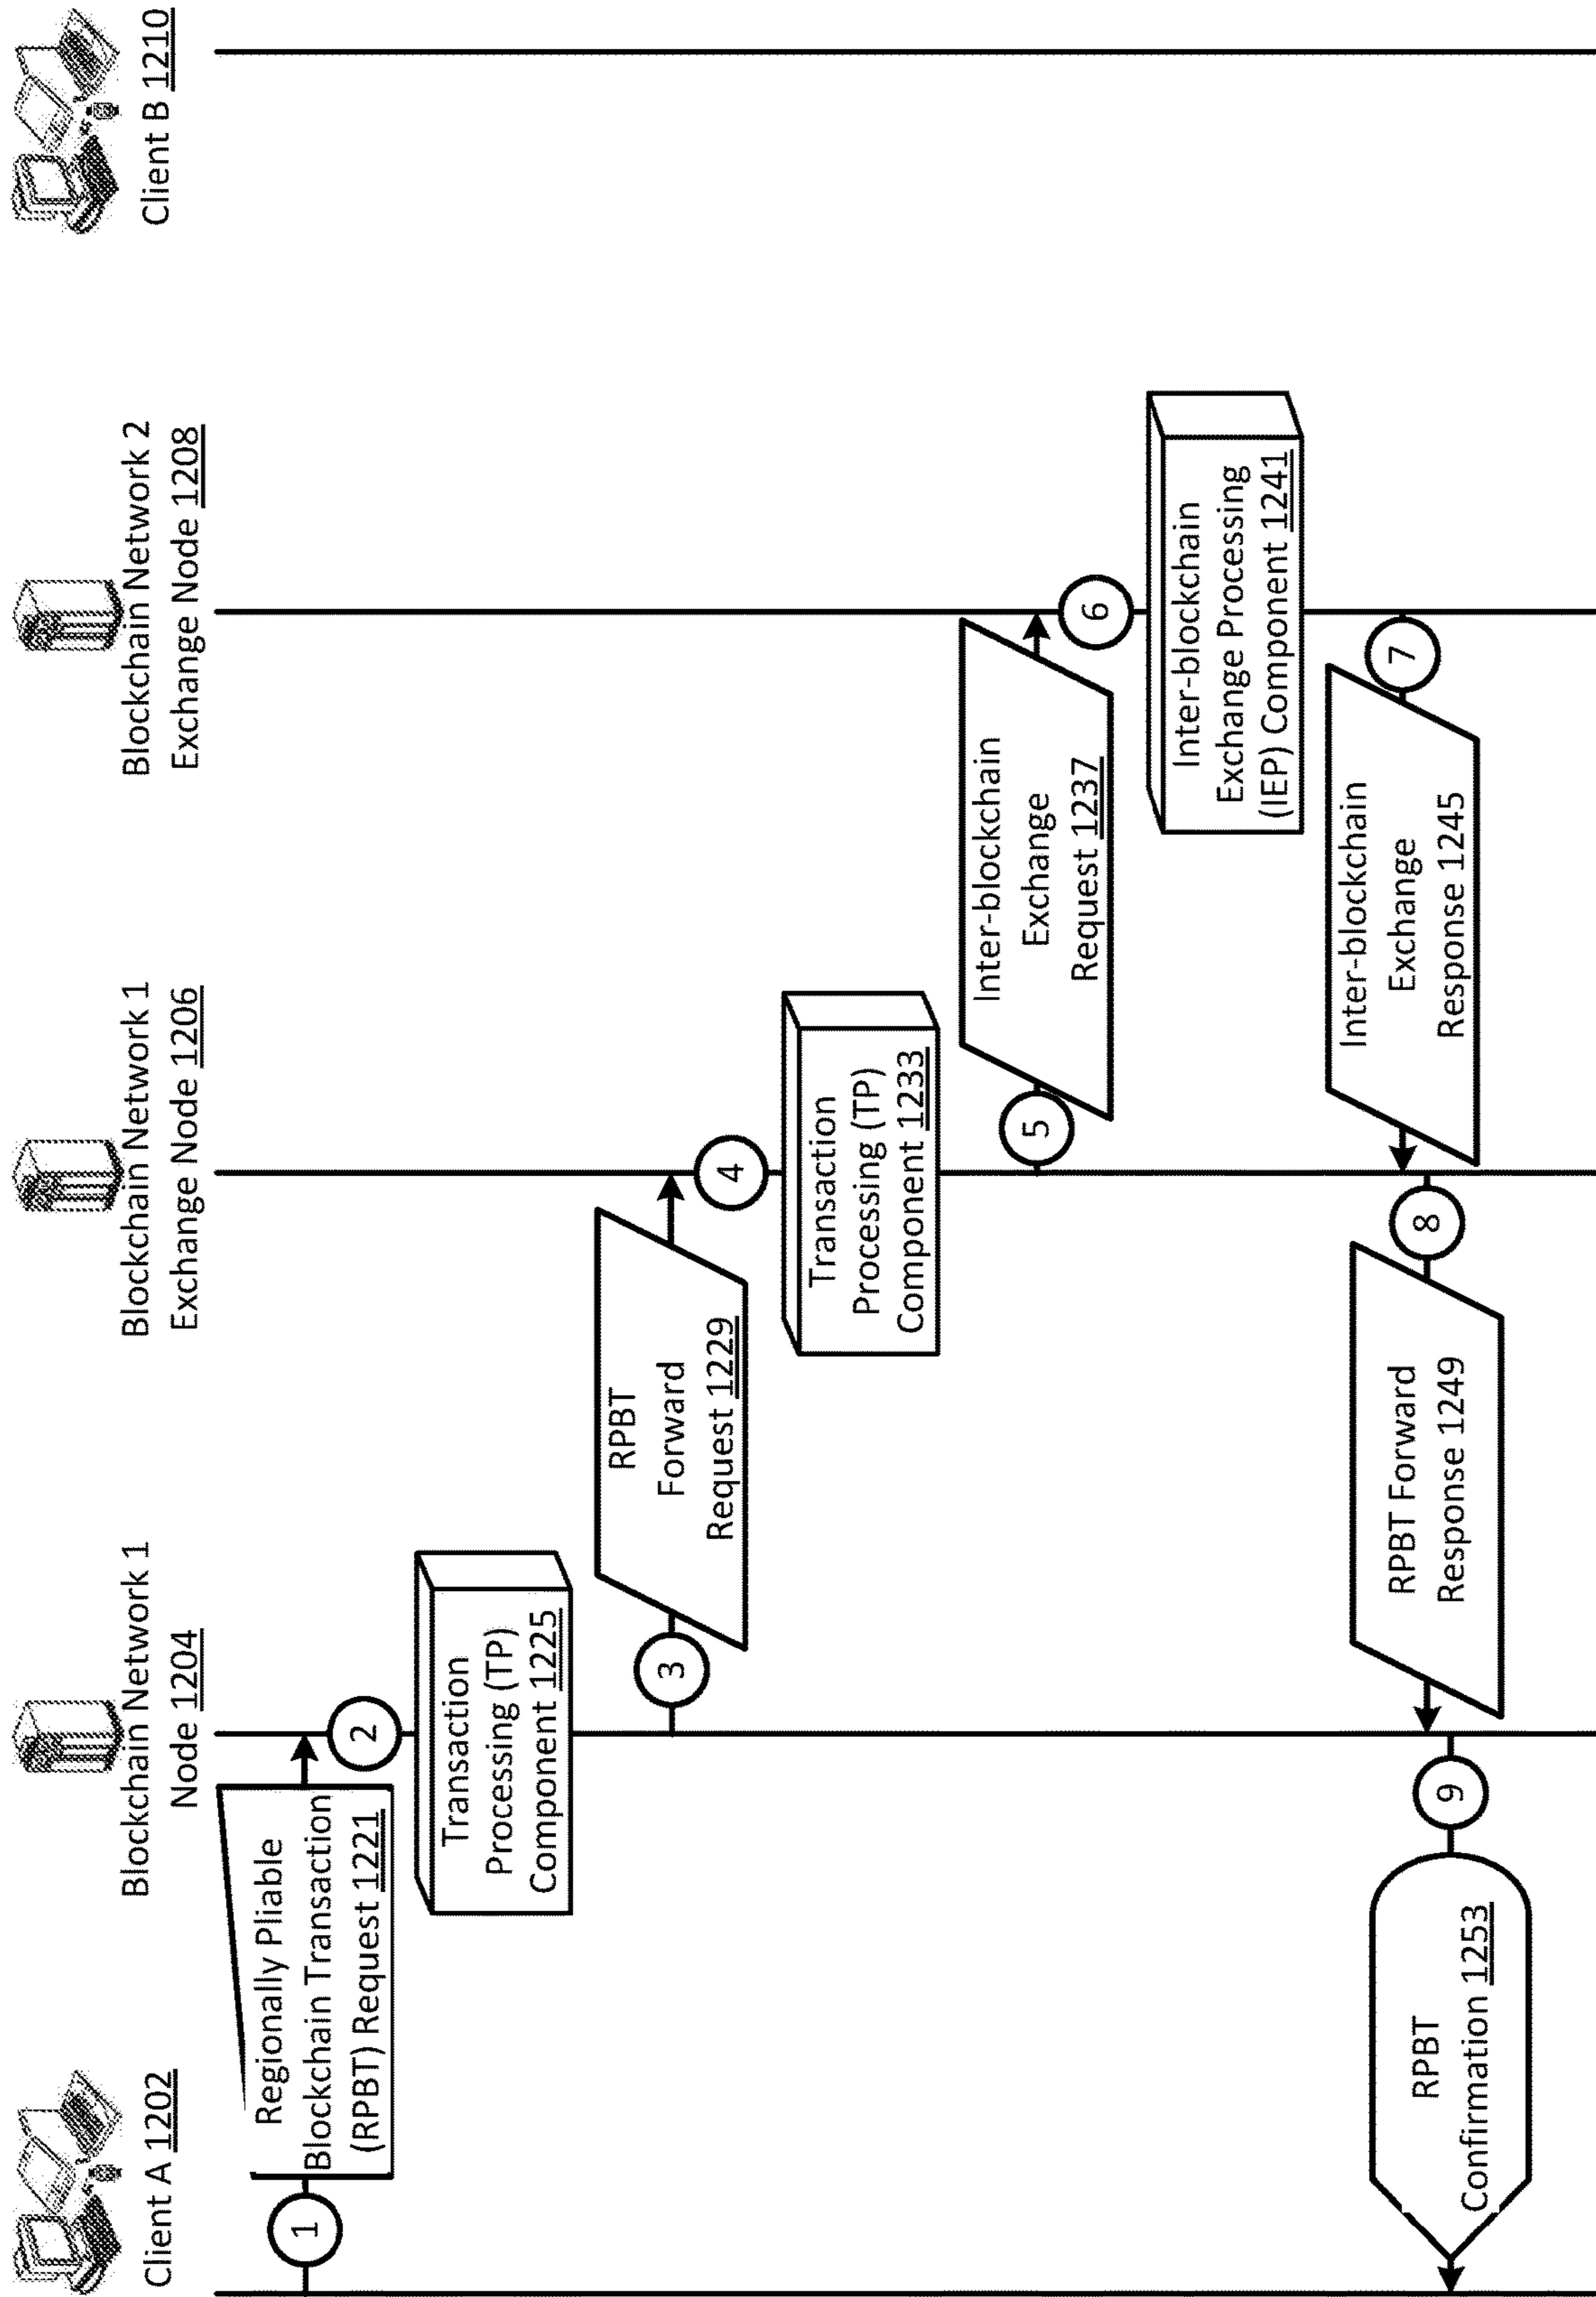 Client A 1202
Blockchain Network 1
Node 1204
Blockchain Network 1
Exchange Node 1206
Blockchain Network 2
Exchange Node 1208
Client B 1210
1
Regionally Pliable
Blockchain Transaction
(RPBT) Request 1221
2
Transaction
Processing (TP)
Component 1225
3
RPBT
Forward
Request 1229
4
Transaction
Processing (TP)
Component 1233
5
Inter-blockchain
Exchange
Request 1237
6
Inter-blockchain
Exchange Processing
(IEP) Component 1241
7
Inter-blockchain
Exchange
Response 1245
8
RPBT Forward
Response 1249
9
RPBT
Confirmation 1253